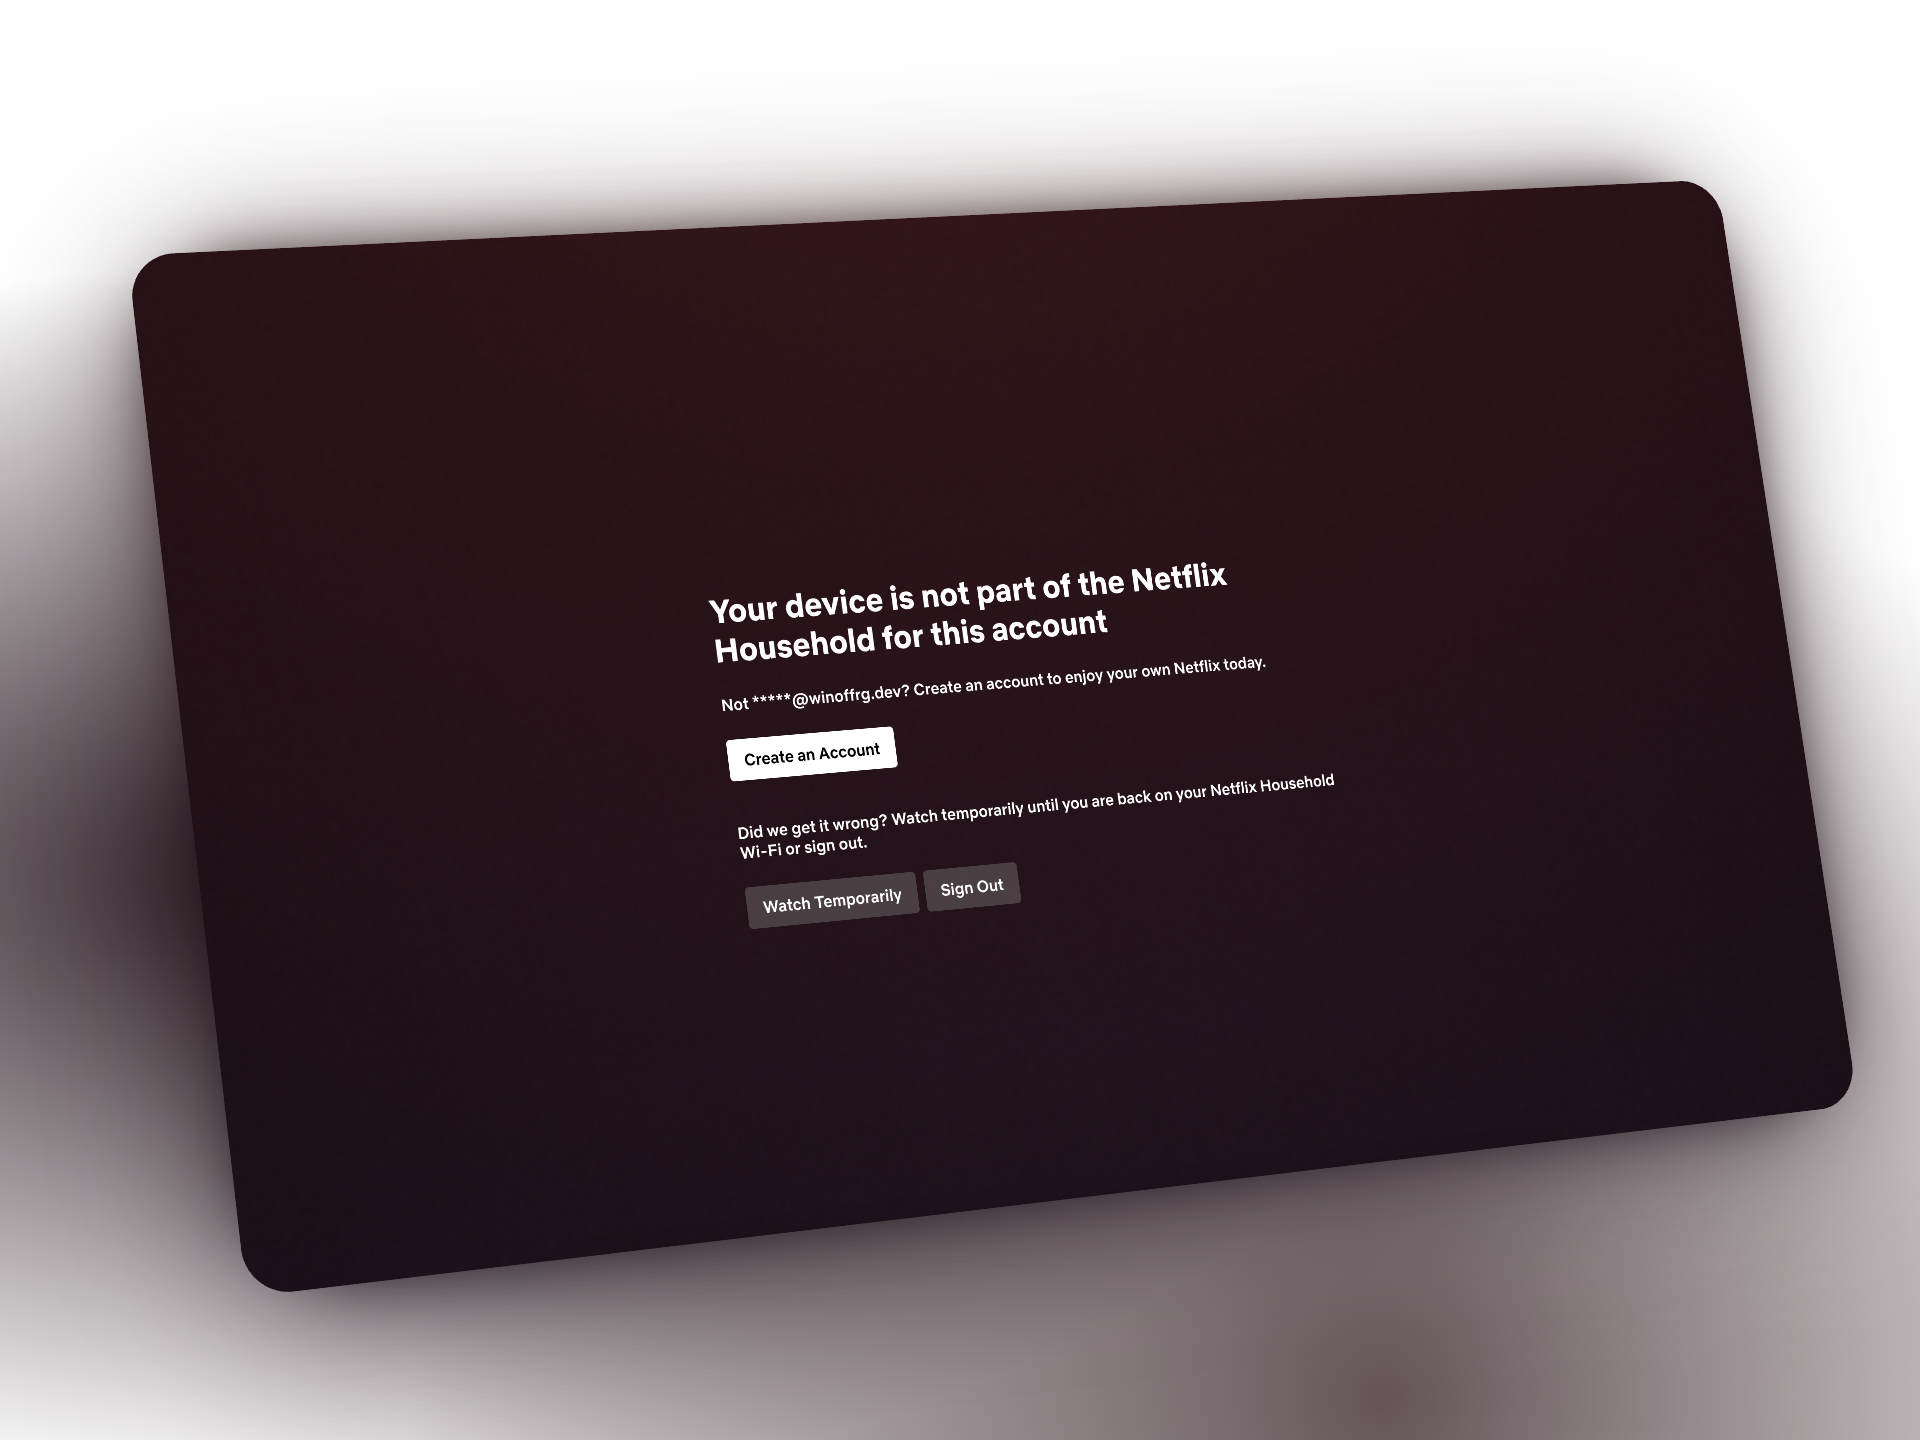 Your device is not part of the Netflix
Household for this account
Not *****@winoffrg.dev? Create an account to enjoy your own Netflix today.
Create an Account
Did we get it wrong? Watch temporarily until you are back on your Netflix Household
Wi-Fi or sign out.
Watch Temporarily
Sign Out